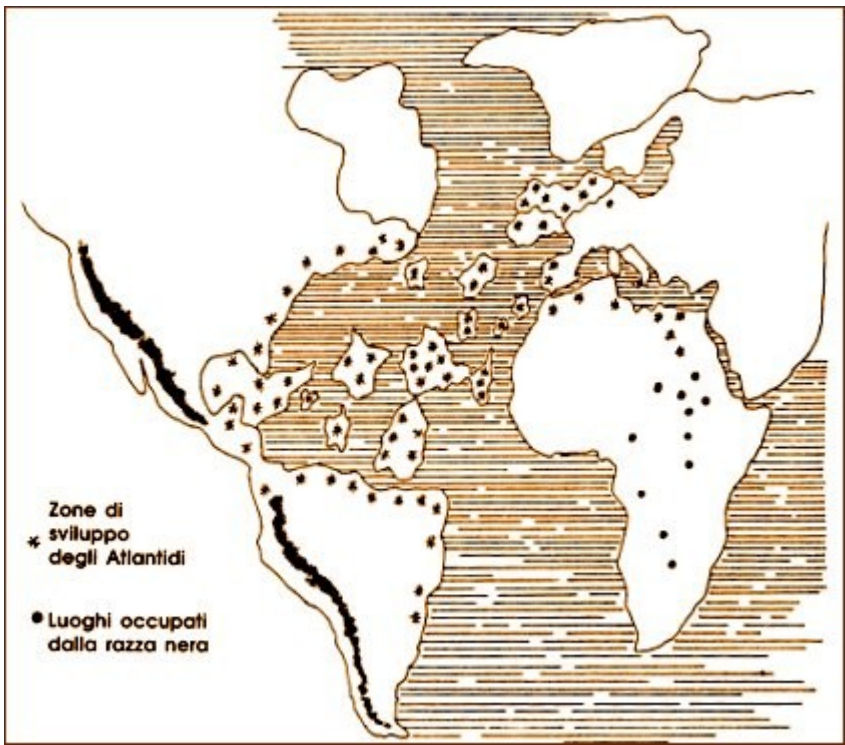 Zone di
sviluppo
degli Atlantidi
Luoghi occupati
dalla razza nera